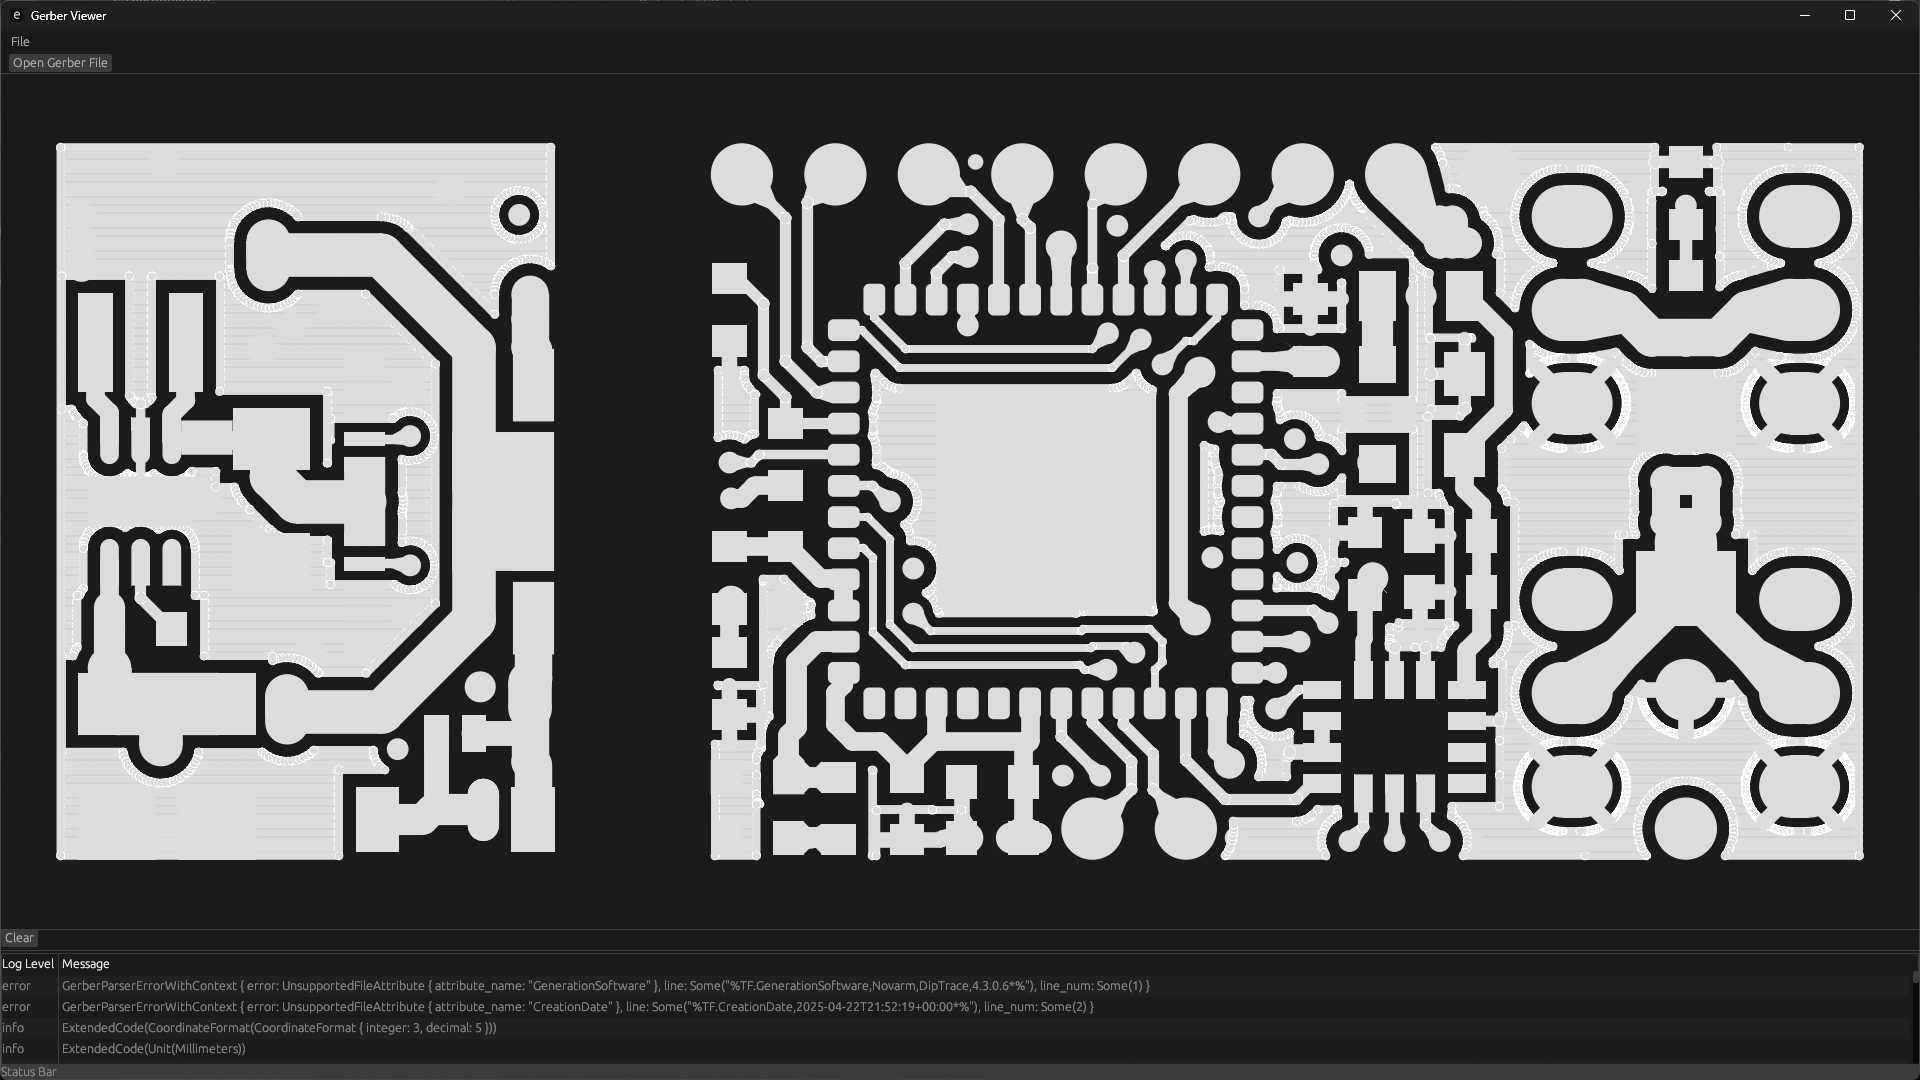 e Gerber Viewer
File
Open Gerber File
Clear
Log Level Message
error GerberParserErrorWithContext { error: UnsupportedFileAttribute { attribute_name: "GenerationSoftware" }, line: Some("%TF.GenerationSoftware,Novarm,DipTrace,4.3.0.6*%"), line_num: Some(1) }
error GerberParserErrorWithContext { error: UnsupportedFileAttribute { attribute_name: "CreationDate" }, line: Some("%TF.CreationDate,2025-04-22T21:52:19+00:00*%"), line_num: Some(2) }
info ExtendedCode(CoordinateFormat(CoordinateFormat { integer: 3, decimal: 5 }))
info ExtendedCode(Unit(Millimeters))
Status Bar